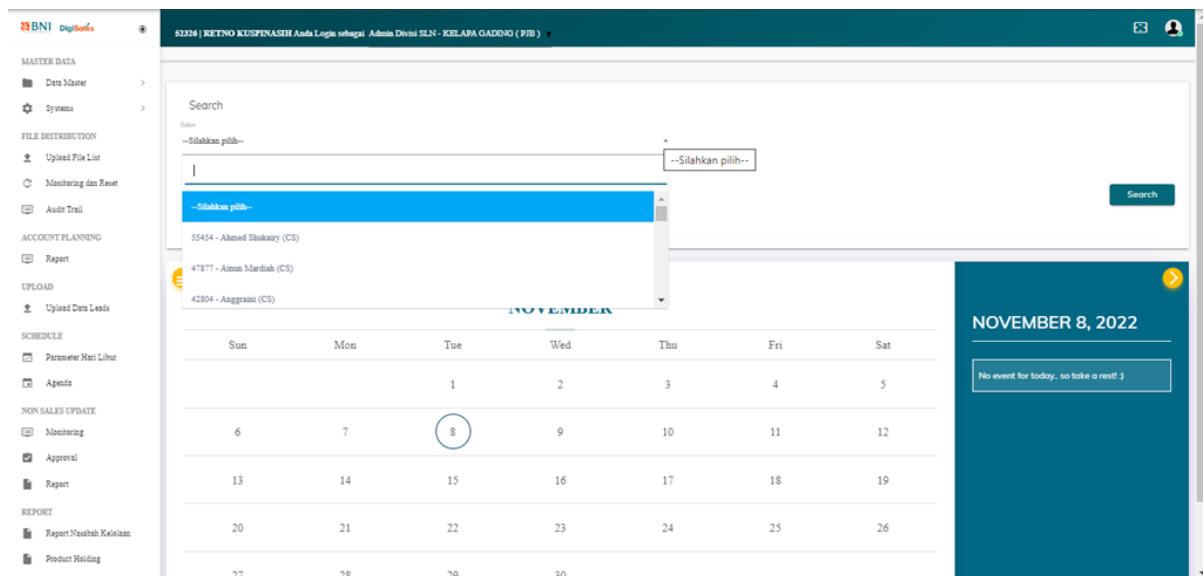 BNI DigiSales
52326 | RETNO KUSPINASIH Anda Login sebagai Admin Divisi SLN - KELAPA GADING ( PJB )
MASTER DATA
Data Master
Systems
FILE DISTRIBUTION
Upload File List
Monitoring dan Reset
Audit Trail
ACCOUNT PLANNING
Report
UPLOAD
Upload Data Leads
SCHEDULE
Parameter Hari Libur
Agenda
NON SALES UPDATE
Monitoring
Approval
Report
REPORT
Report Nasabah Kelolaan
Product Holding
Search
Sales
--Silahkan pilih--
--Silahkan pilih--
--Silahkan pilih--
55454 - Ahmed Shukairy (CS)
47877 - Ainun Mardiah (CS)
42804 - Anggraini (CS)
Search
NOVEMBER
Sun Mon Tue Wed Thu Fri Sat
1 2 3 4 5
6 7 8 9 10 11 12
13 14 15 16 17 18 19
20 21 22 23 24 25 26
27 28 29 30
NOVEMBER 8, 2022
No event for today.. so take a rest! :)